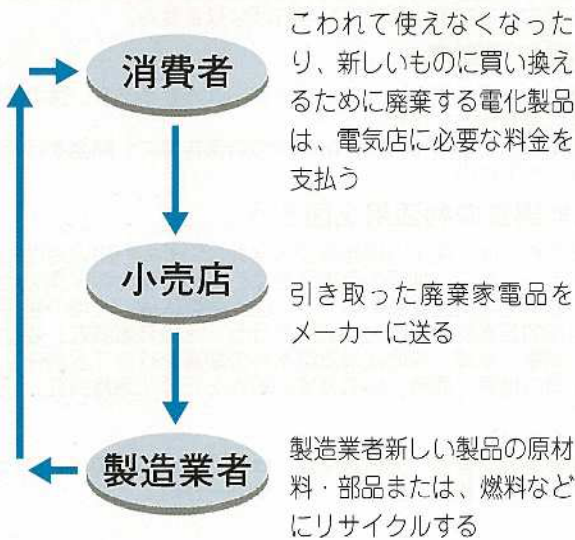 消費者
こわれて使えなくなった
り、新しいものに買い換え
るために廃棄する電化製品
は、電気店に必要な料金を
支払う
小売店
引き取った廃棄家電品を
メーカーに送る
製造業者
製造業者新しい製品の原材
料・部品または、燃料など
にリサイクルする